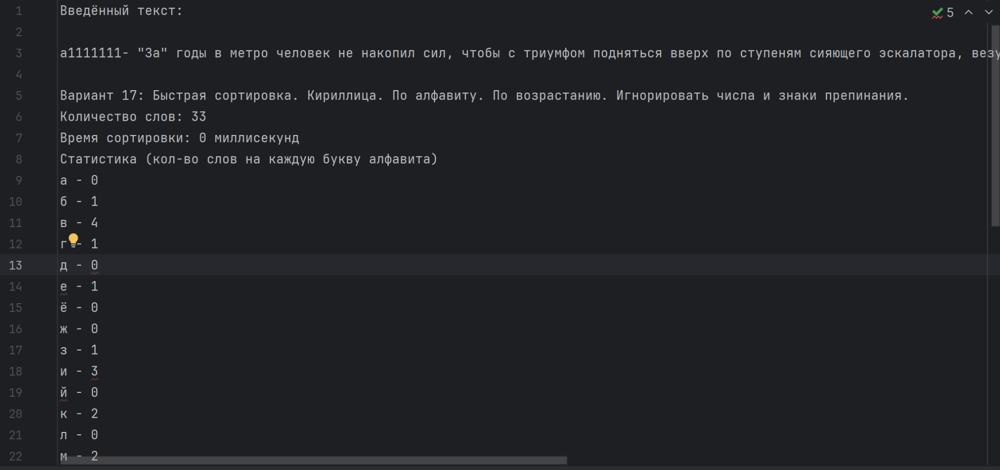 5
1 Введённый текст:
2
3 а1111111- "За" годы в метро человек не накопил сил, чтобы с триумфом подняться вверх по ступеням сияющего эскалатора,
4
5 Вариант 17: Быстрая сортировка. Кириллица. По алфавиту. По возрастанию. Игнорировать числа и знаки препинания.
6 Количество слов: 33
7 Время сортировки: 0 миллисекунд
8 Статистика (кол-во слов на каждую букву алфавита)
9 а - 0
10 б - 1
11 в - 4
12 г - 1
13 д - 0
14 е - 1
15 ё - 0
16 ж - 0
17 з - 1
18 и - 3
19 й - 0
20 к - 2
21 л - 0
22 м - 2